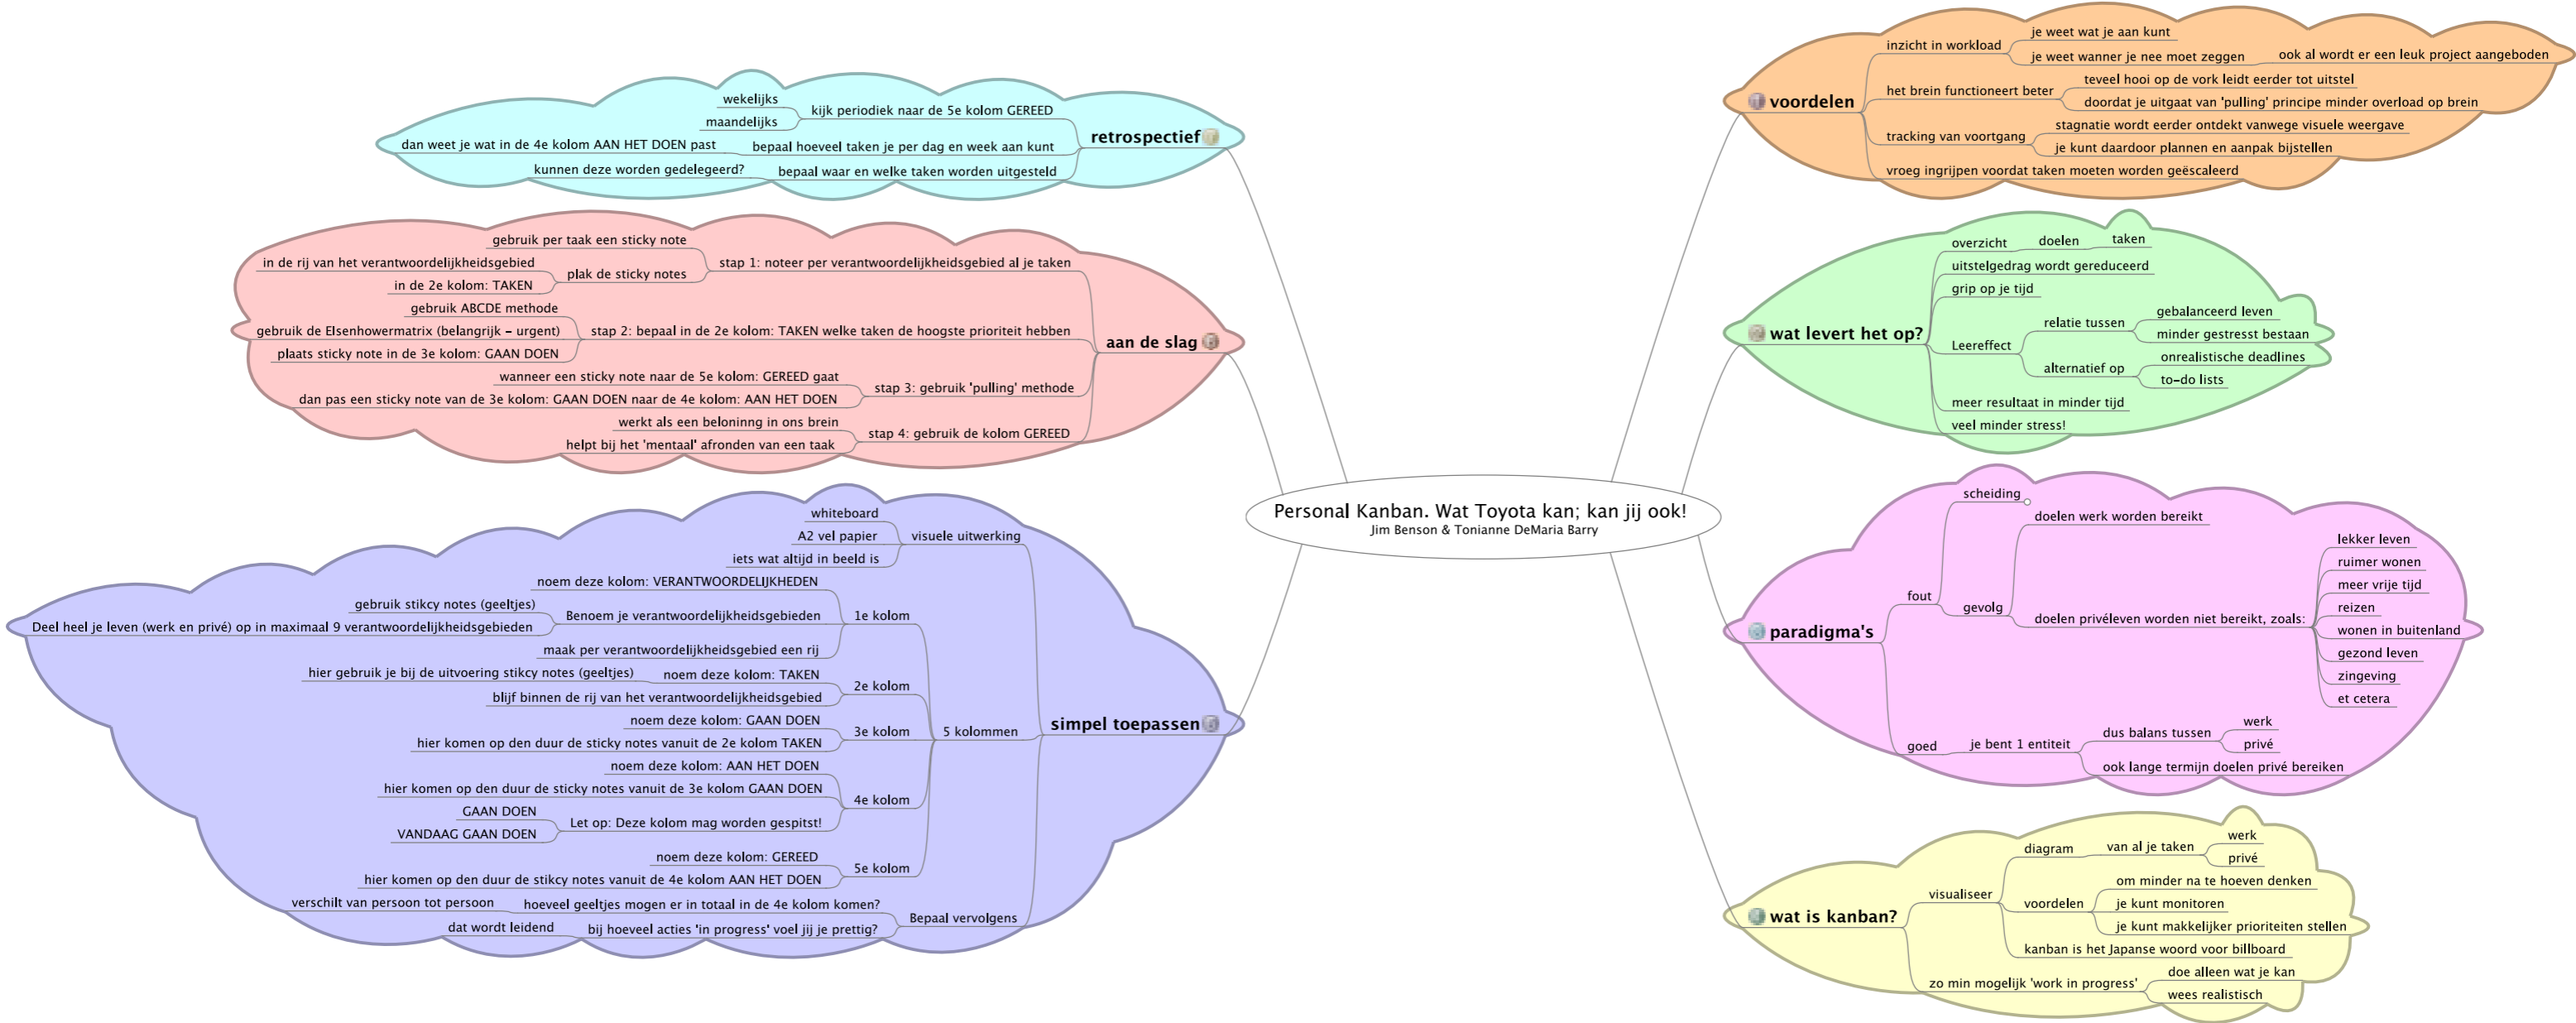 Personal Kanban. Wat Toyota kan; kan jij ook!
Jim Benson & Tonianne DeMaria Barry
voordelen
inzicht in workload
je weet wat je aan kunt
je weet wanner je nee moet zeggen
ook al wordt er een leuk project aangeboden
het brein functioneert beter
teveel hooi op de vork leidt eerder tot uitstel
doordat je uitgaat van 'pulling' principe minder overload op brein
tracking van voortgang
stagnatie wordt eerder ontdekt vanwege visuele weergave
je kunt daardoor plannen en aanpak bijstellen
vroeg ingrijpen voordat taken moeten worden geëscaleerd
wat levert het op?
overzicht
doelen
taken
uitstelgedrag wordt gereduceerd
grip op je tijd
Leereffect
relatie tussen
gebalanceerd leven
minder gestresst bestaan
alternatief op
onrealistische deadlines
to-do lists
meer resultaat in minder tijd
veel minder stress!
paradigma's
fout
scheiding
gevolg
doelen werk worden bereikt
doelen privéleven worden niet bereikt, zoals:
lekker leven
ruimer wonen
meer vrije tijd
reizen
wonen in buitenland
gezond leven
zingeving
et cetera
goed
je bent 1 entiteit
dus balans tussen
werk
privé
ook lange termijn doelen privé bereiken
wat is kanban?
visualiseer
diagram
van al je taken
werk
privé
voordelen
om minder na te hoeven denken
je kunt monitoren
je kunt makkelijker prioriteiten stellen
kanban is het Japanse woord voor billboard
zo min mogelijk 'work in progress'
doe alleen wat je kan
wees realistisch
retrospectief
kijk periodiek naar de 5e kolom GEREED
wekelijks
maandelijks
bepaal hoeveel taken je per dag en week aan kunt
dan weet je wat in de 4e kolom AAN HET DOEN past
bepaal waar en welke taken worden uitgesteld
kunnen deze worden gedelegeerd?
aan de slag
stap 1: noteer per verantwoordelijkheidsgebied al je taken
gebruik per taak een sticky note
plak de sticky notes
in de rij van het verantwoordelijkheidsgebied
in de 2e kolom: TAKEN
stap 2: bepaal in de 2e kolom: TAKEN welke taken de hoogste prioriteit hebben
gebruik ABCDE methode
gebruik de EIsenhowermatrix (belangrijk - urgent)
plaats sticky note in de 3e kolom: GAAN DOEN
stap 3: gebruik 'pulling' methode
wanneer een sticky note naar de 5e kolom: GEREED gaat
dan pas een sticky note van de 3e kolom: GAAN DOEN naar de 4e kolom: AAN HET DOEN
stap 4: gebruik de kolom GEREED
werkt als een beloninng in ons brein
helpt bij het 'mentaal' afronden van een taak
simpel toepassen
visuele uitwerking
whiteboard
A2 vel papier
iets wat altijd in beeld is
5 kolommen
1e kolom
noem deze kolom: VERANTWOORDELIJKHEDEN
Benoem je verantwoordelijkheidsgebieden
gebruik stikcy notes (geeltjes)
Deel heel je leven (werk en privé) op in maximaal 9 verantwoordelijkheidsgebieden
maak per verantwoordelijkheidsgebied een rij
2e kolom
noem deze kolom: TAKEN
hier gebruik je bij de uitvoering stikcy notes (geeltjes)
blijf binnen de rij van het verantwoordelijkheidsgebied
3e kolom
noem deze kolom: GAAN DOEN
hier komen op den duur de sticky notes vanuit de 2e kolom TAKEN
4e kolom
noem deze kolom: AAN HET DOEN
hier komen op den duur de sticky notes vanuit de 3e kolom GAAN DOEN
Let op: Deze kolom mag worden gespitst!
GAAN DOEN
VANDAAG GAAN DOEN
5e kolom
noem deze kolom: GEREED
hier komen op den duur de stikcy notes vanuit de 4e kolom AAN HET DOEN
Bepaal vervolgens
hoeveel geeltjes mogen er in totaal in de 4e kolom komen?
verschilt van persoon tot persoon
bij hoeveel acties 'in progress' voel jij je prettig?
dat wordt leidend